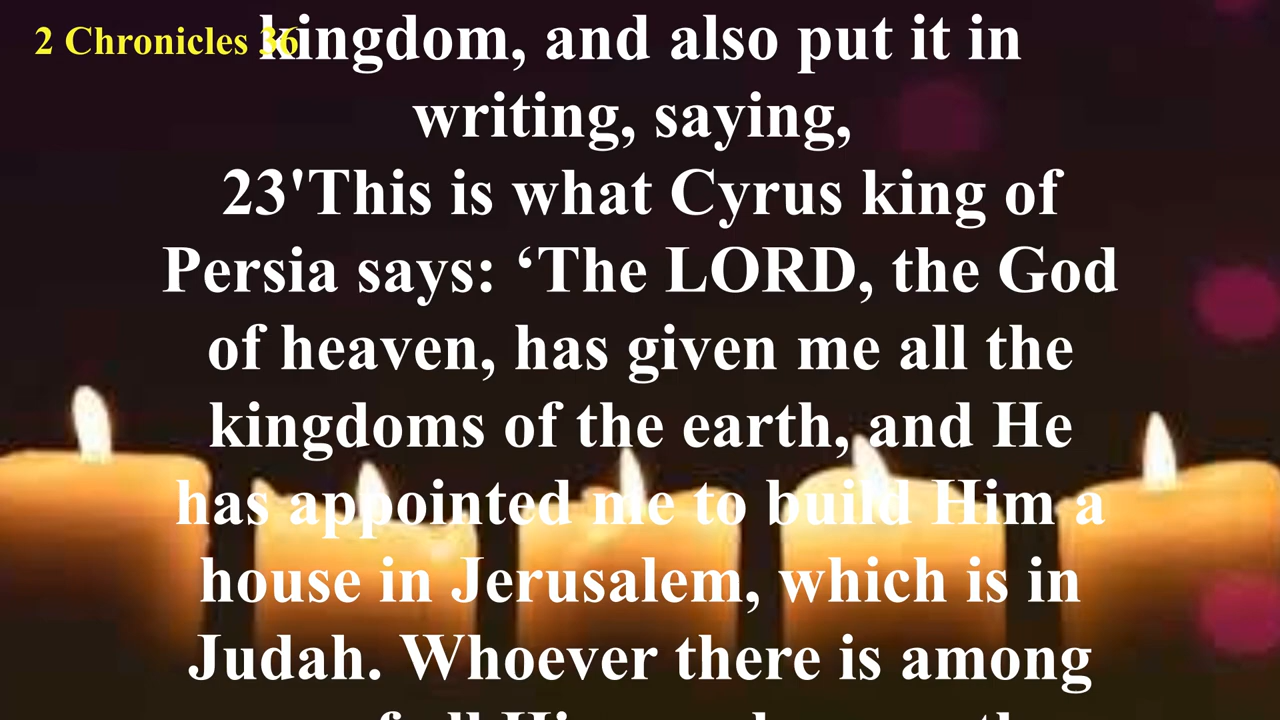 2 Chronicles 36
kingdom, and also put it in
writing, saying,
23'This is what Cyrus king of
Persia says: ‘The LORD, the God
of heaven, has given me all the
kingdoms of the earth, and He
has appointed me to build Him a
house in Jerusalem, which is in
Judah. Whoever there is among